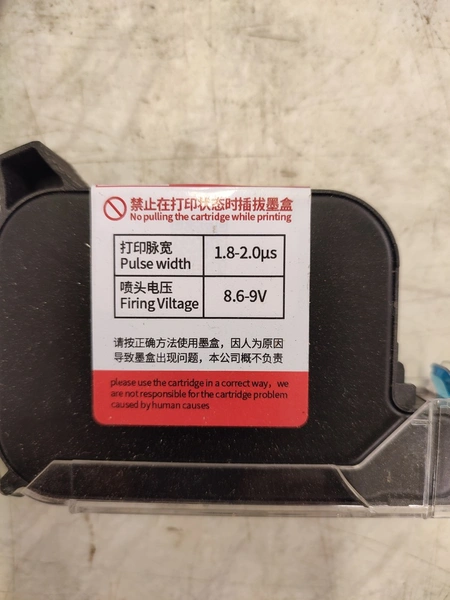 禁止在打印状态时插拔墨盒
No pulling the cartridge while printing
打印脉宽
Pulse width
1.8-2.0μs
喷头电压
Firing Viltage
8.6-9V
请按正确方法使用墨盒，因人为原因
导致墨盒出现问题，本公司概不负责
please use the cartridge in a correct way，we
are not responsible for the cartridge problem
caused by human causes